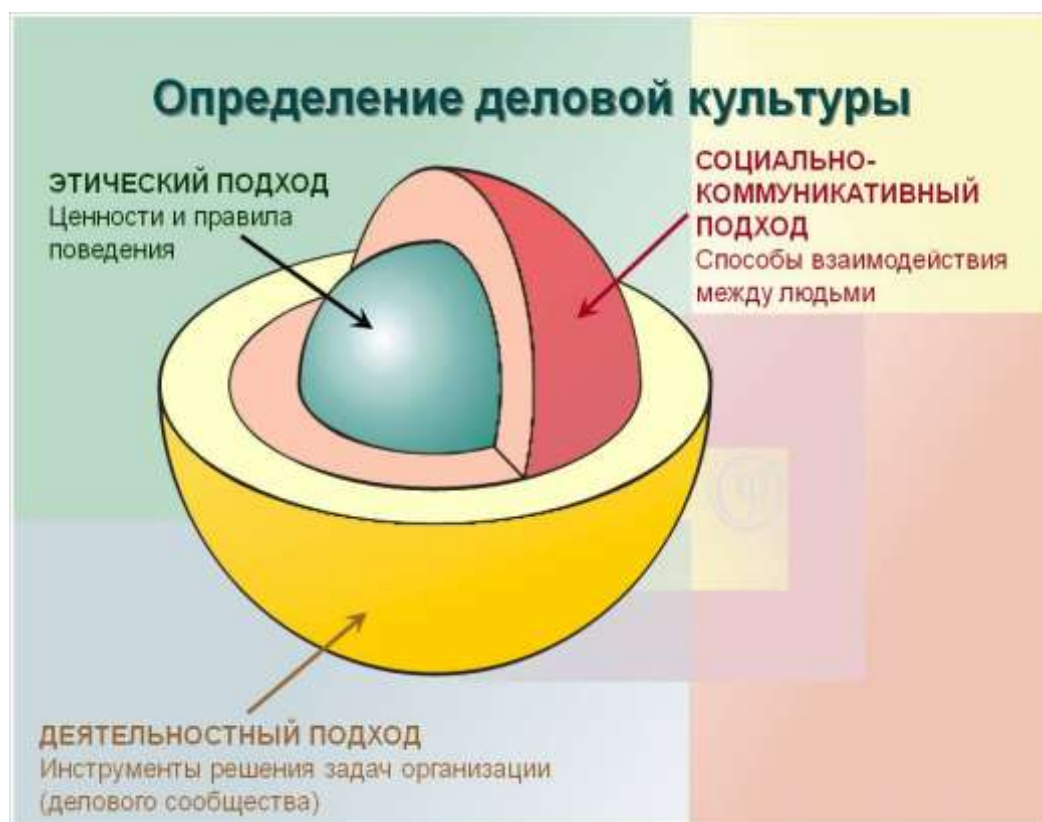 Определение деловой культуры
ЭТИЧЕСКИЙ ПОДХОД
Ценности и правила
поведения
СОЦИАЛЬНО-
КОММУНИКАТИВНЫЙ
ПОДХОД
Способы взаимодействия
между людьми
ДЕЯТЕЛЬНОСТНЫЙ ПОДХОД
Инструменты решения задач организации
(делового сообщества)